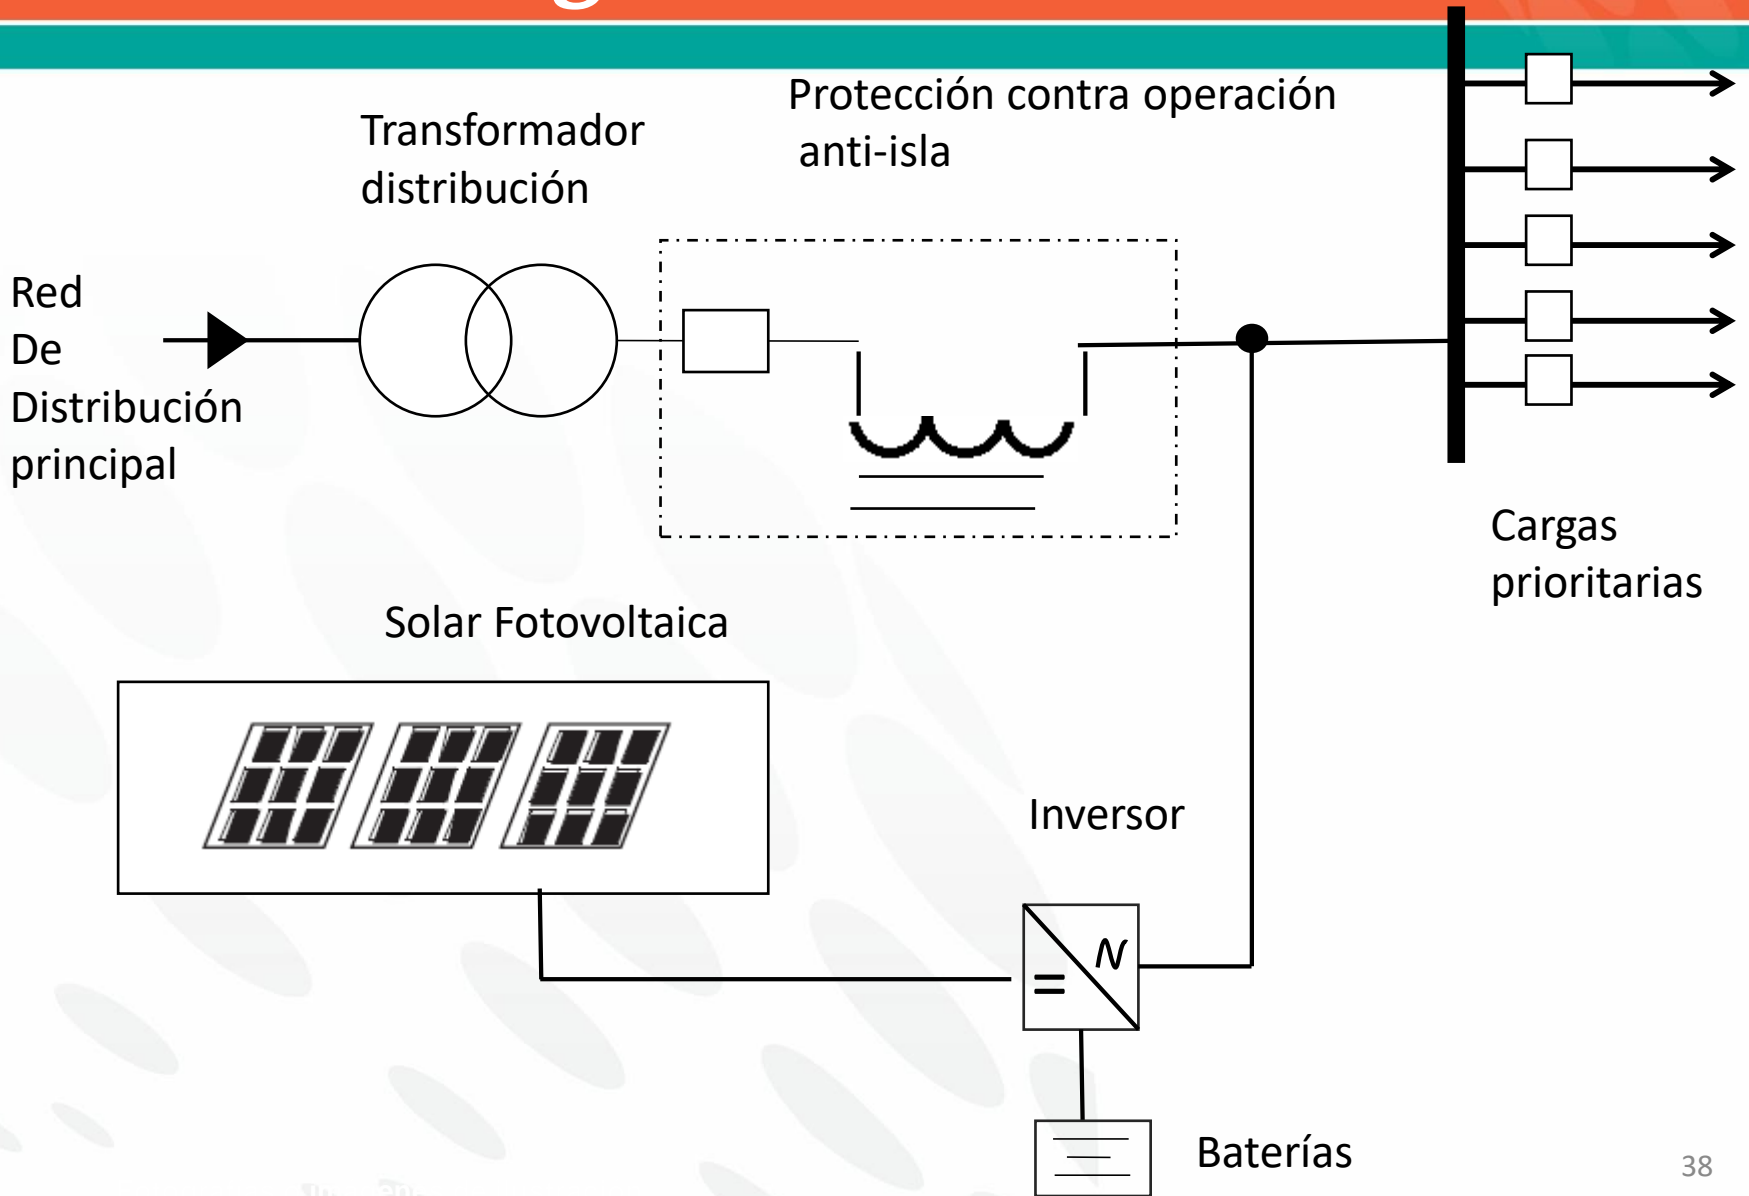 Protección contra operación
anti-isla
Transformador
distribución
Red
De
Distribución
principal
Cargas
prioritarias
Solar Fotovoltaica
Inversor
=
N
Baterías
38